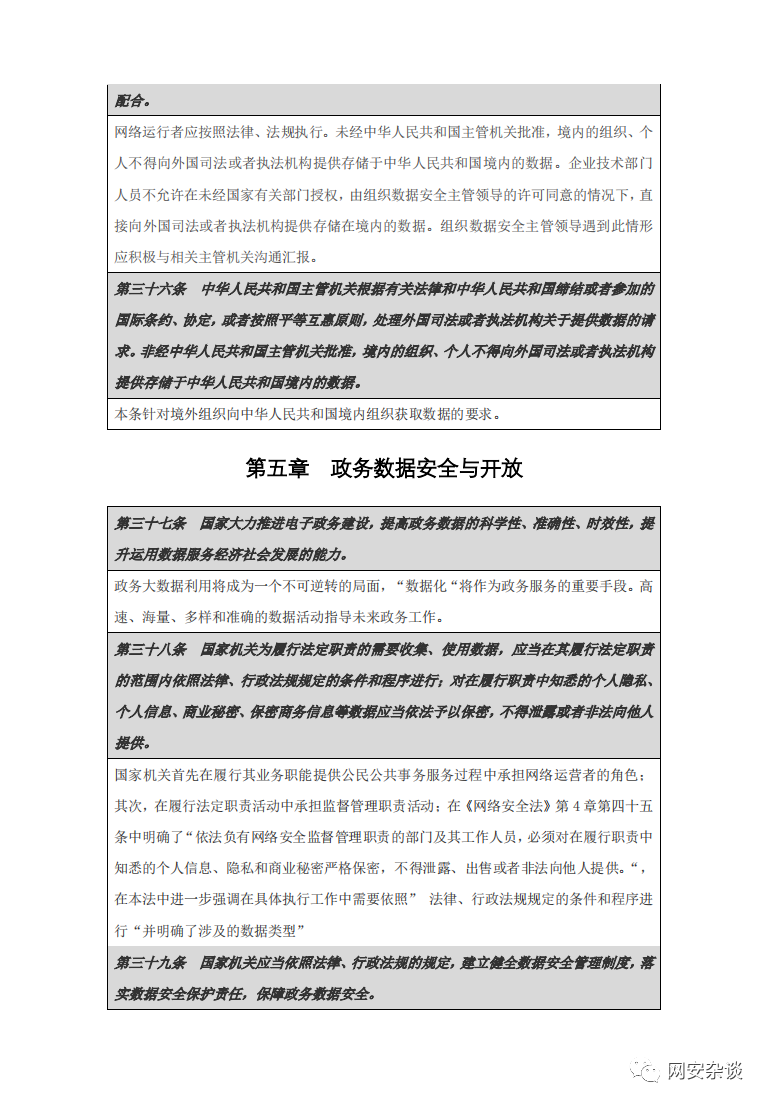 配合。
网络运行者应按照法律、法规执行。未经中华人民共和国主管机关批准，境内的组织、个
人不得向外国司法或者执法机构提供存储于中华人民共和国境内的数据。企业技术部门
人员不允许在未经国家有关部门授权，由组织数据安全主管领导的许可同意的情况下，直
接向外国司法或者执法机构提供存储在境内的数据。组织数据安全主管领导遇到此情形
应积极与相关主管机关沟通汇报。
第三十六条　中华人民共和国主管机关根据有关法律和中华人民共和国缔结或者参加的
国际条约、协定，或者按照平等互惠原则，处理外国司法或者执法机构关于提供数据的请
求。非经中华人民共和国主管机关批准，境内的组织、个人不得向外国司法或者执法机构
提供存储于中华人民共和国境内的数据。
本条针对境外组织向中华人民共和国境内组织获取数据的要求。
第五章　政务数据安全与开放
第三十七条　国家大力推进电子政务建设，提高政务数据的科学性、准确性、时效性，提
升运用数据服务经济社会发展的能力。
政务大数据利用将成为一个不可逆转的局面，“数据化“将作为政务服务的重要手段。高
速、海量、多样和准确的数据活动指导未来政务工作。
第三十八条　国家机关为履行法定职责的需要收集、使用数据，应当在其履行法定职责
的范围内依照法律、行政法规规定的条件和程序进行；对在履行职责中知悉的个人隐私、
个人信息、商业秘密、保密商务信息等数据应当依法予以保密，不得泄露或者非法向他人
提供。
国家机关首先在履行其业务职能提供公民公共事务服务过程中承担网络运营者的角色；
其次，在履行法定职责活动中承担监督管理职责活动；在《网络安全法》第 4 章第四十五
条中明确了“依法负有网络安全监督管理职责的部门及其工作人员，必须对在履行职责中
知悉的个人信息、隐私和商业秘密严格保密，不得泄露、出售或者非法向他人提供。“，
在本法中进一步强调在具体执行工作中需要依照” 法律、行政法规规定的条件和程序进
行“并明确了涉及的数据类型”
第三十九条　国家机关应当依照法律、行政法规的规定，建立健全数据安全管理制度，落
实数据安全保护责任，保障政务数据安全。
网安杂谈